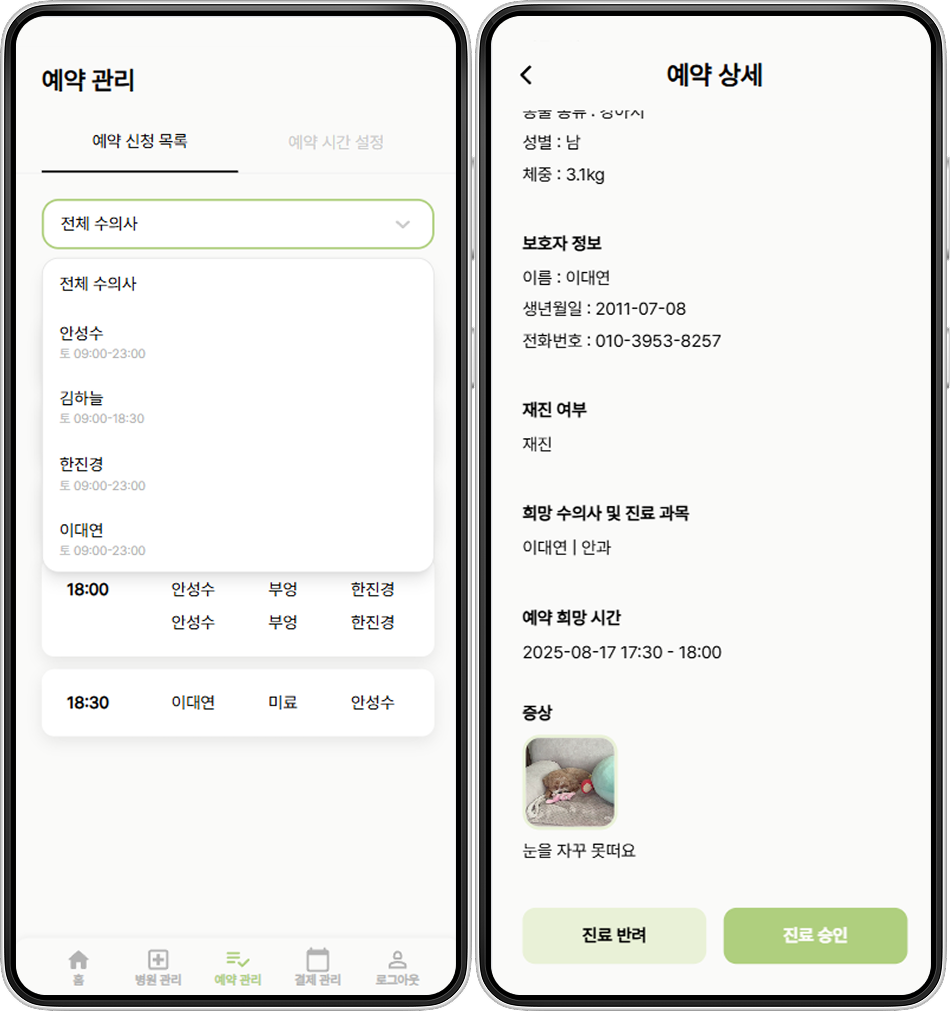 예약 관리
예약 신청 목록 예약 시간 설정
전체 수의사
전체 수의사
안성수
토 09:00-23:00
김하늘
토 09:00-18:30
한진경
토 09:00-23:00
이대연
토 09:00-23:00
18:00 안성수 부엉 한진경
안성수 부엉 한진경
18:30 이대연 미료 안성수
홈 병원 관리 예약 관리 결제 관리 로그아웃
예약 상세
성별 : 남
체중 : 3.1kg
보호자 정보
이름 : 이대연
생년월일 : 2011-07-08
전화번호 : 010-3953-8257
재진 여부
재진
희망 수의사 및 진료 과목
이대연 | 안과
예약 희망 시간
2025-08-17 17:30 - 18:00
증상
눈을 자꾸 못떠요
진료 반려 진료 승인